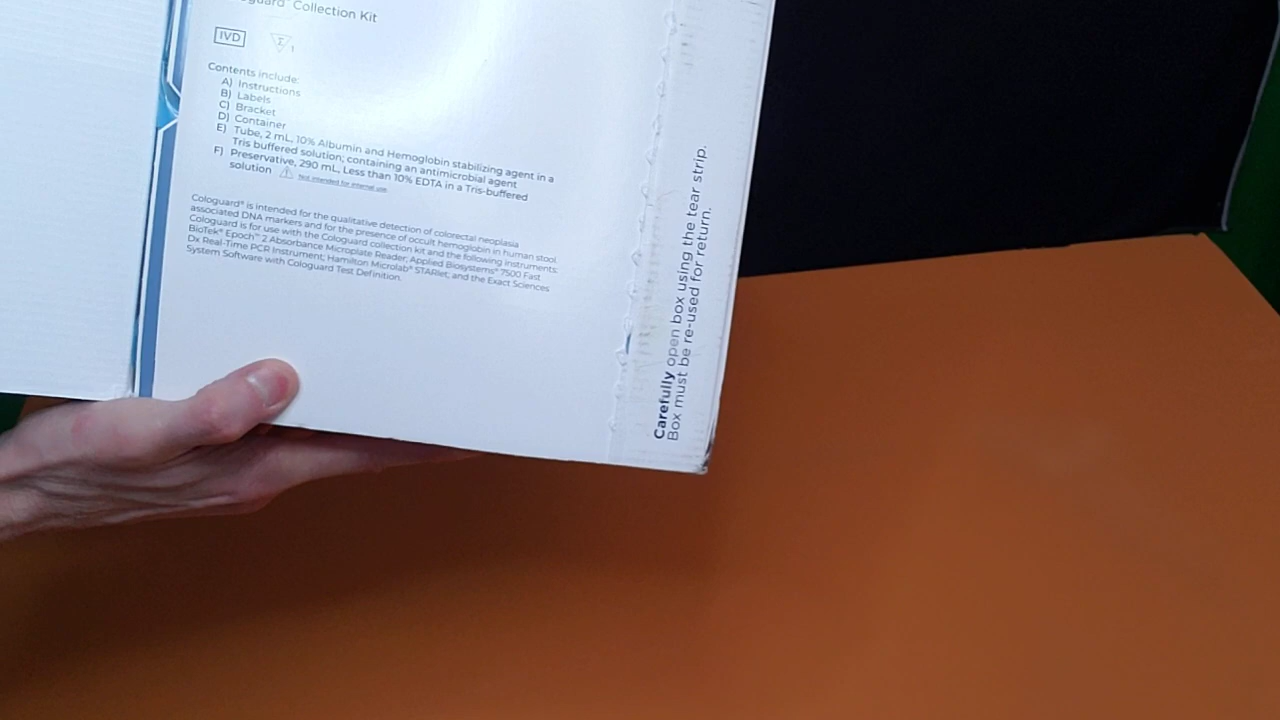 Collection Kit
IVD
Σ 1
Contents include:
A) Instructions
B) Labels
C) Bracket
D) Container
E) Tube, 2 mL, 10% Albumin and Hemoglobin stabilizing agent in a
Tris buffered solution; containing an antimicrobial agent
F) Preservative, 290 mL, Less than 10% EDTA in a Tris-buffered
solution Not intended for internal use
Cologuard® is intended for the qualitative detection of colorectal neoplasia
associated DNA markers and for the presence of occult hemoglobin in human stool.
Cologuard is for use with the Cologuard collection kit and the following instruments:
BioTek® Epoch™ 2 Absorbance Microplate Reader; Applied Biosystems® 7500 Fast
Dx Real-Time PCR Instrument; Hamilton Microlab® STARlet; and the Exact Sciences
System Software with Cologuard Test Definition.
Carefully open box using the tear strip.
Box must be re-used for return.